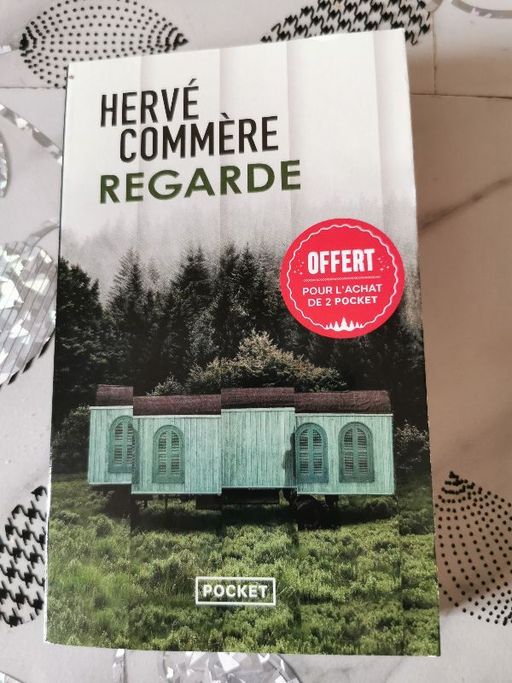 HERVÉ
COMMÈRE
REGARDE
OFFERT
POUR L'ACHAT
DE 2 POCKET
POCKET